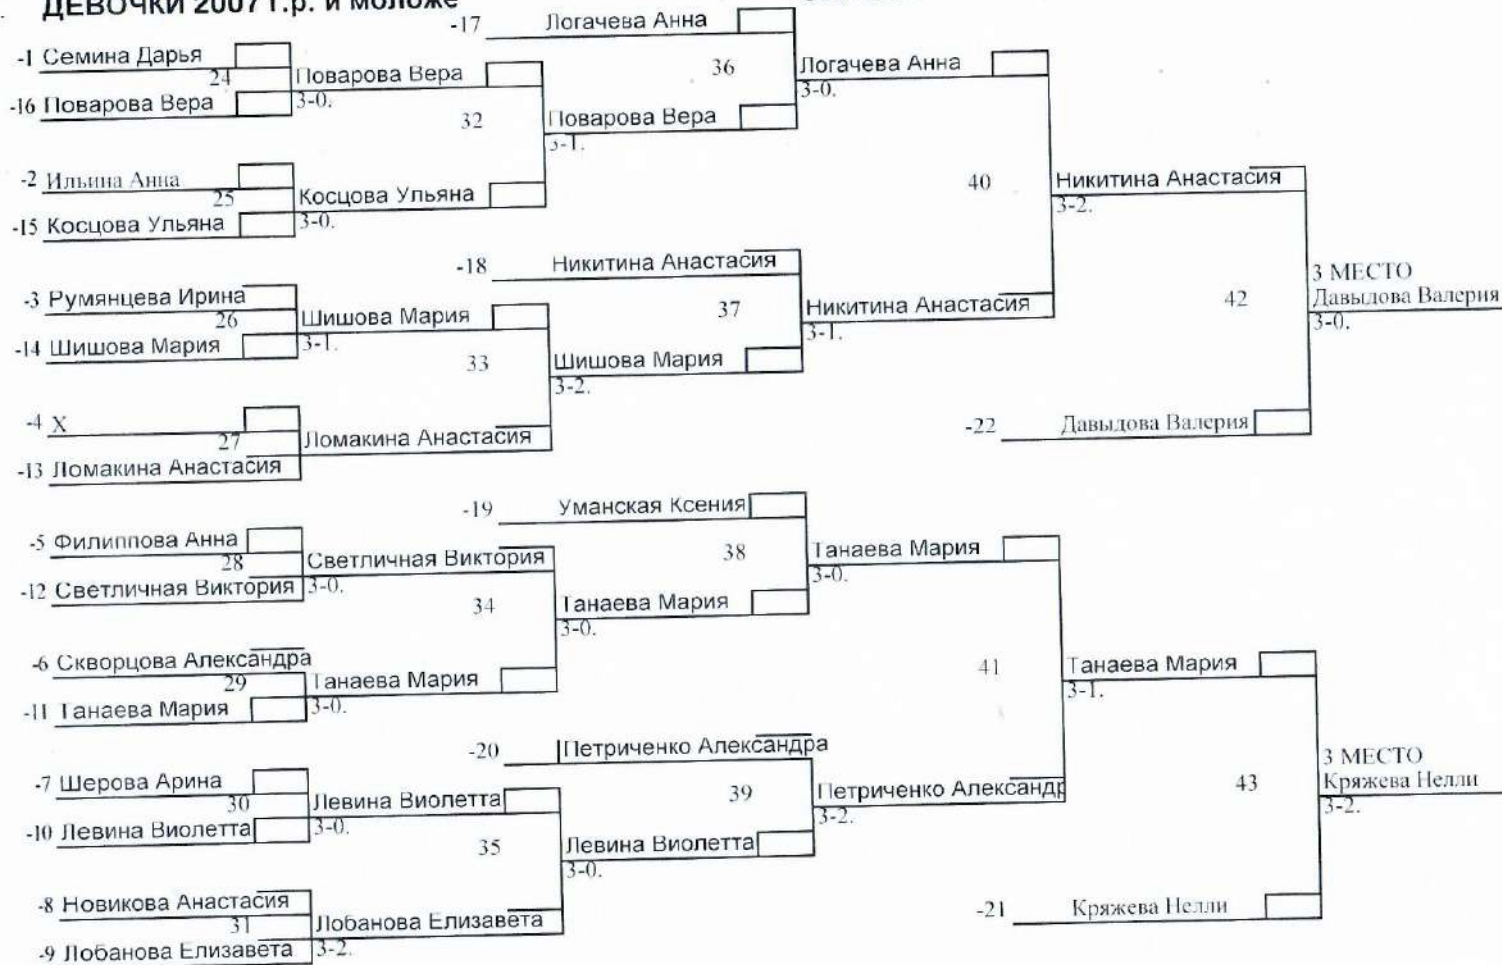 ДЕВОЧКИ 2007 г.р. и моложе
-17 Логачева Анна
-1 Семина Дарья
24
Поварова Вера
3-0.
-16 Поварова Вера
32
36
Логачева Анна
3-0.
Поварова Вера
3-1.
-2 Ильина Анна
25
Косцова Ульяна
3-0.
-15 Косцова Ульяна
40
Никитина Анастасия
3-2.
-18 Никитина Анастасия
-3 Румянцева Ирина
26
Шишова Мария
3-1.
-14 Шишова Мария
33
37
Никитина Анастасия
3-1.
Шишова Мария
3-2.
42
3 МЕСТО
Давыдова Валерия
3-0.
-4 X
27
Ломакина Анастасия
-13 Ломакина Анастасия
-22 Давыдова Валерия
-19 Уманская Ксения
-5 Филиппова Анна
28
Светличная Виктория
3-0.
-12 Светличная Виктория
34
38
Танаева Мария
3-0.
Танаева Мария
3-0.
-6 Скворцова Александра
29
Танаева Мария
3-0.
-11 Танаева Мария
41
Танаева Мария
3-1.
-20 Петриченко Александра
-7 Шерова Арина
30
Левина Виолетта
3-0.
-10 Левина Виолетта
35
39
Петриченко Александр
3-2.
Левина Виолетта
3-0.
43
3 МЕСТО
Кряжева Нелли
3-2.
-8 Новикова Анастасия
31
Лобанова Елизавета
3-2.
-9 Лобанова Елизавета
-21 Кряжева Нелли